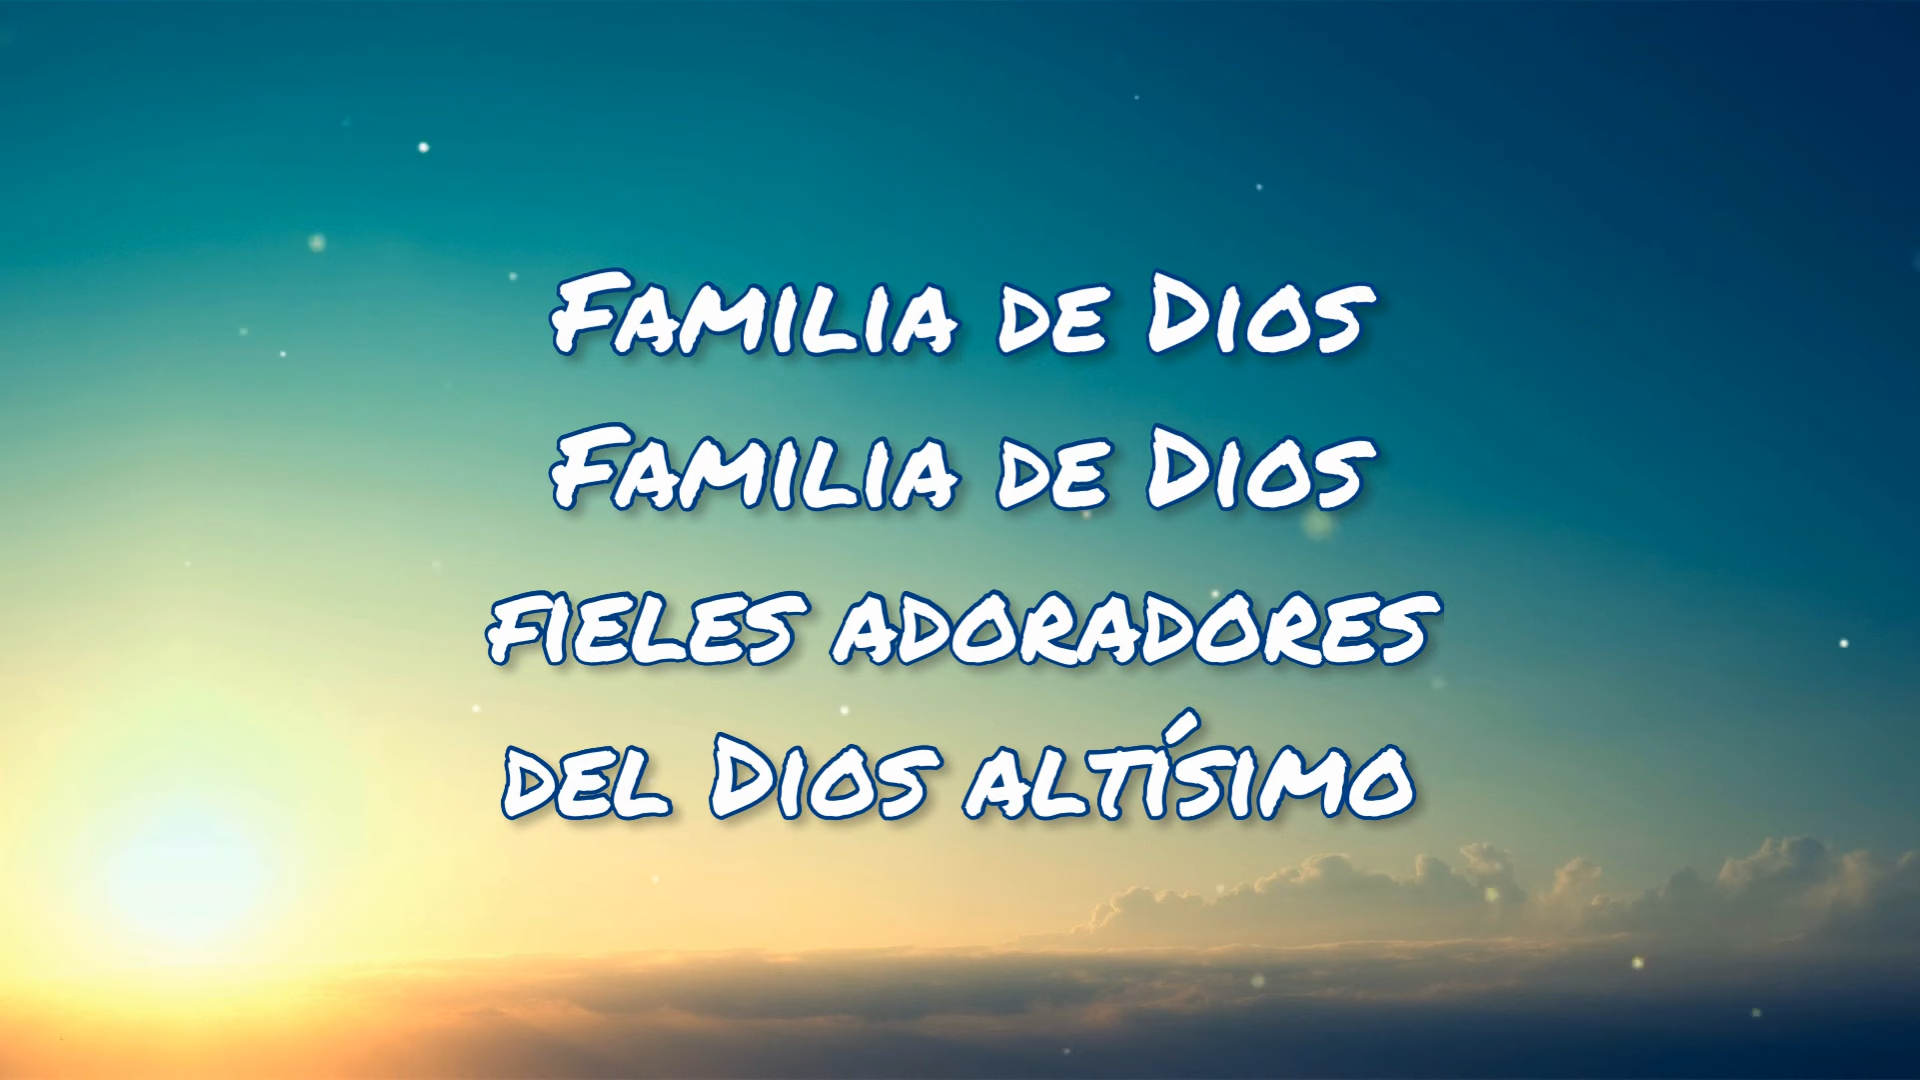 Familia de Dios
Familia de Dios
fieles adoradores
del Dios altísimo